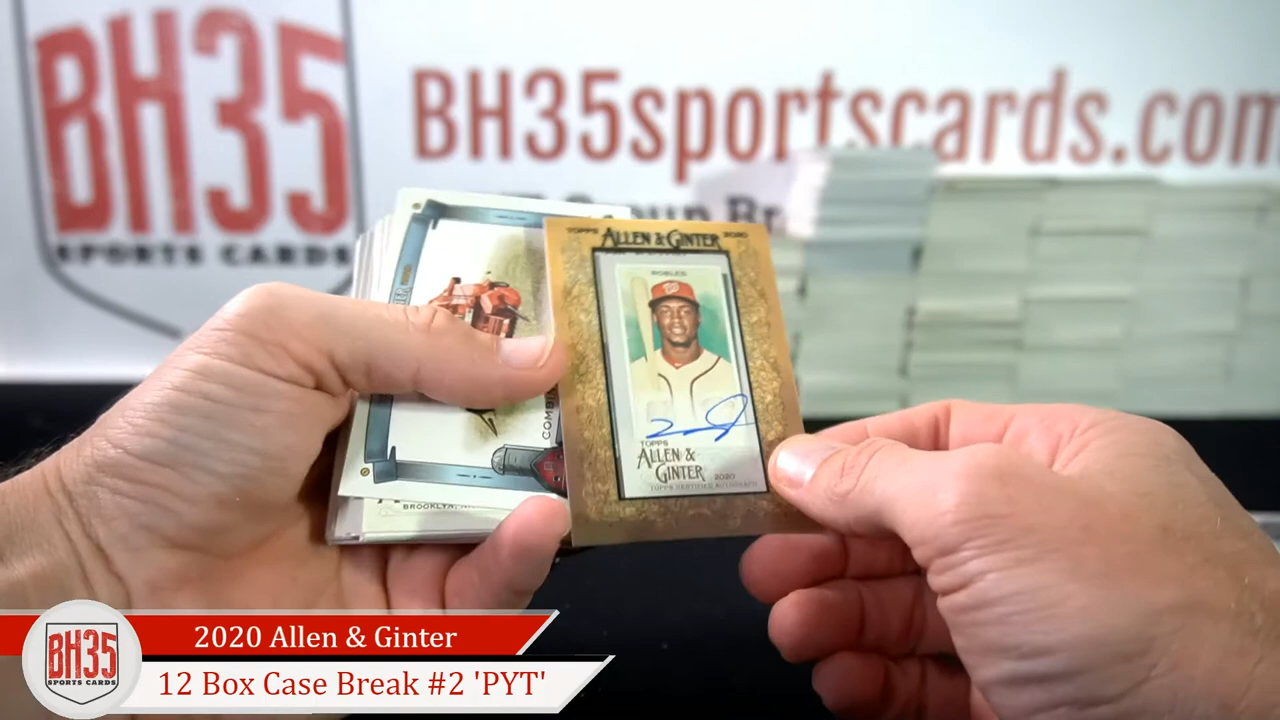 BH35
SPORTS CARDS
BH35sportscards.com
TOPPS ALLEN & GINTER 2020
ROBLES
TOPPS
ALLEN &
GINTER 2020
TOPPS CERTIFIED AUTOGRAPH
BROOKLYN,
BH35
SPORTS CARDS
2020 Allen & Ginter
12 Box Case Break #2 'PYT'